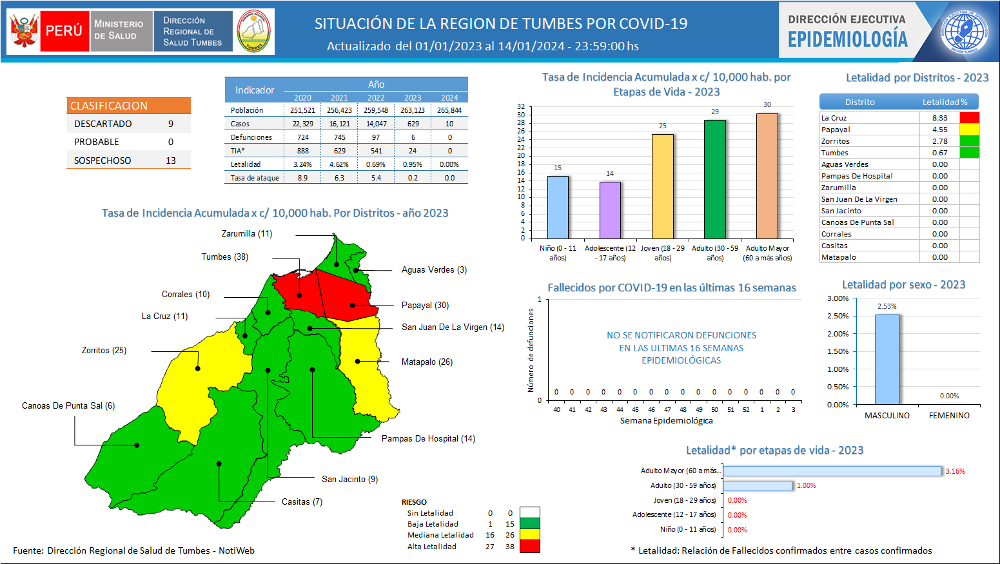 PERÚ
MINISTERIO
DE SALUD
DIRECCIÓN
REGIONAL DE
SALUD TUMBES
GOBIERNO REGIONAL
TUMBES
SITUACIÓN DE LA REGION DE TUMBES POR COVID-19
Actualizado del 01/01/2023 al 14/01/2024 - 23:59:00 hs
DIRECCIÓN EJECUTIVA
EPIDEMIOLOGÍA
DIRECCIÓN EJECUTIVA DE EPIDEMIOLOGÍA
REGIÓN TUMBES
CLASIFICACION
DESCARTADO 9
PROBABLE 0
SOSPECHOSO 13
Indicador Año
2020 2021 2022 2023 2024
Población 251,521 256,423 259,548 263,123 265,844
Casos 22,329 16,121 14,047 629 10
Defunciones 724 745 97 6 0
TIA* 888 629 541 24 0
Letalidad 3.24% 4.62% 0.69% 0.95% 0.00%
Tasa de ataque 8.9 6.3 5.4 0.2 0.0
Tasa de Incidencia Acumulada x c/ 10,000 hab. Por Distritos - año 2023
Zarumilla (11)
Tumbes (38)
Aguas Verdes (3)
Corrales (10)
Papayal (30)
La Cruz (11)
San Juan De La Virgen (14)
Zorritos (25)
Matapalo (26)
Canoas De Punta Sal (6)
Pampas De Hospital (14)
San Jacinto (9)
Casitas (7)
RIESGO
Sin Letalidad 0 0
Baja Letalidad 1 15
Mediana Letalidad 16 26
Alta Letalidad 27 38
Fuente: Dirección Regional de Salud de Tumbes - NotiWeb
Tasa de Incidencia Acumulada x c/ 10,000 hab. por
Etapas de Vida - 2023
32
30
28
26
24
22
20
18
16
14
12
10
8
6
4
2
0
15
14
25
29
30
Niño (0 - 11 años)
Adolescente (12 - 17 años)
Joven (18 - 29 años)
Adulto (30 - 59 años)
Adulto Mayor (60 a más años)
Letalidad por Distritos - 2023
Distrito Letalidad %
La Cruz 8.33
Papayal 4.55
Zorritos 2.78
Tumbes 0.67
Aguas Verdes 0.00
Pampas De Hospital 0.00
Zarumilla 0.00
San Juan De La Virgen 0.00
San Jacinto 0.00
Canoas De Punta Sal 0.00
Corrales 0.00
Casitas 0.00
Matapalo 0.00
Fallecidos por COVID-19 en las últimas 16 semanas
Número de defunciones
1
0
NO SE NOTIFICARON DEFUNCIONES
EN LAS ULTIMAS 16 SEMANAS
EPIDEMIOLÓGICAS
0 0 0 0 0 0 0 0 0 0 0 0 0 0 0 0
40 41 42 43 44 45 46 47 48 49 50 51 52 1 2 3
Semana Epidemiológica
Letalidad por sexo - 2023
3.00%
2.50%
2.00%
1.50%
1.00%
0.50%
0.00%
2.53%
0.00%
MASCULINO FEMENINO
Letalidad* por etapas de vida - 2023
Adulto Mayor (60 a más... 3.16%
Adulto (30 - 59 años) 1.00%
Joven (18 - 29 años) 0.00%
Adolescente (12 - 17 años) 0.00%
Niño (0 - 11 años) 0.00%
* Letalidad: Relación de Fallecidos confirmados entre casos confirmados